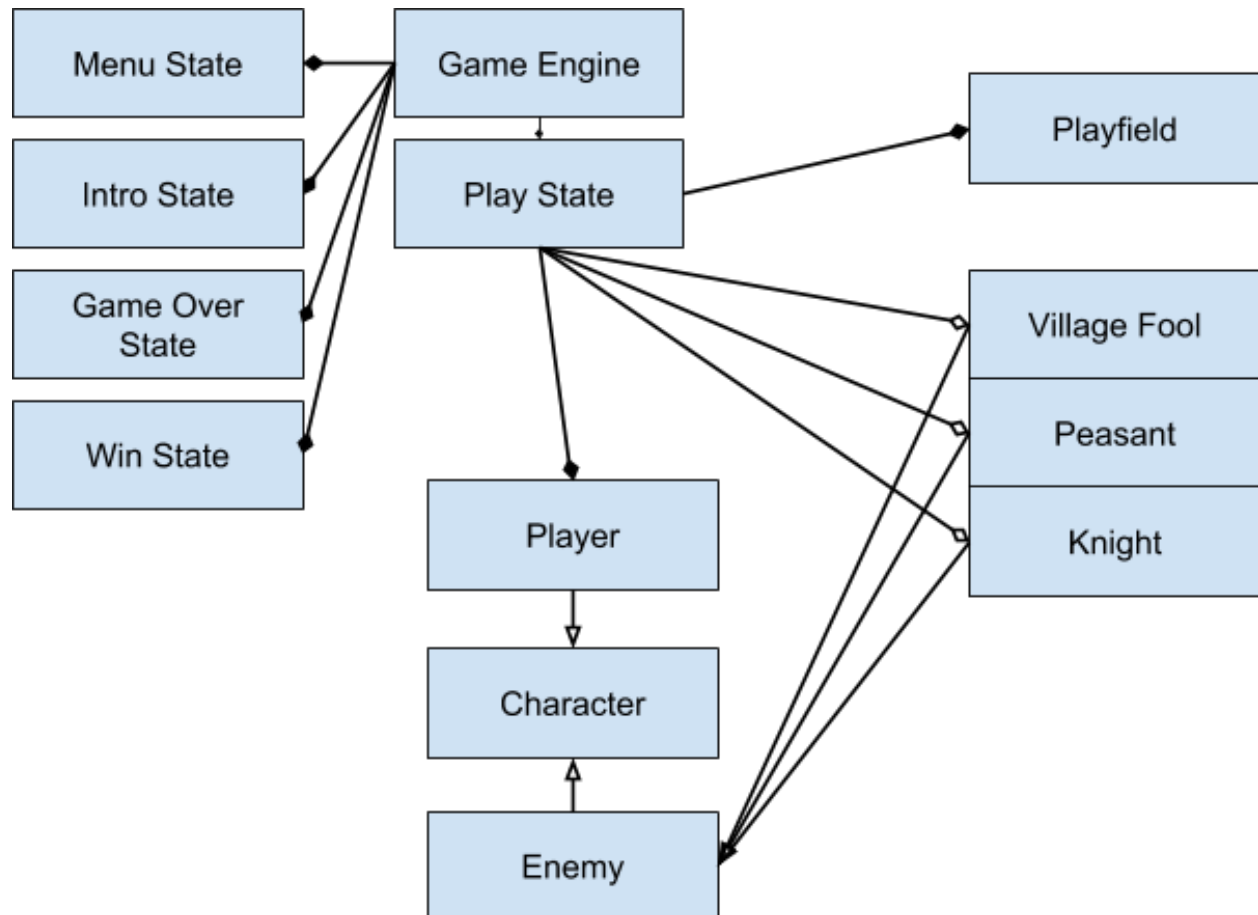 Menu State
Game Engine
Playfield
Intro State
Play State
Game Over
State
Village Fool
Win State
Peasant
Player
Knight
Character
Enemy